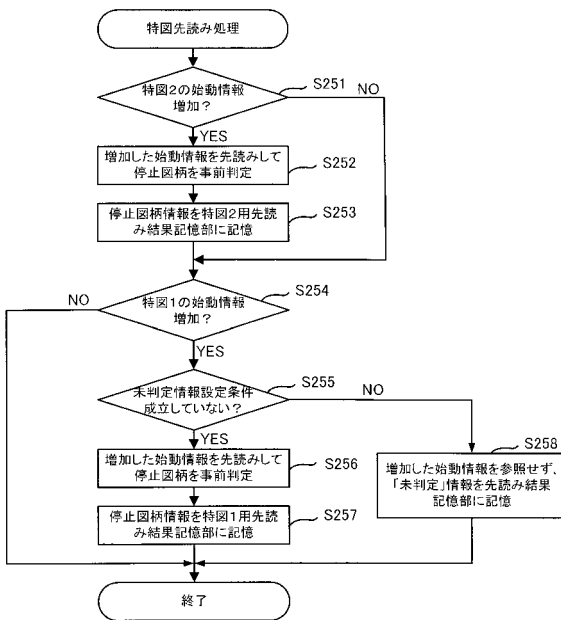 特図先読み処理
特図2の始動情報
増加?
S251
NO
YES
増加した始動情報を先読みして
停止図柄を事前判定
S252
停止図柄情報を特図2用先読
み結果記憶部に記憶
S253
NO
特図1の始動情報
増加?
S254
YES
未判定情報設定条件
成立していない?
S255
NO
YES
増加した始動情報を先読みして
停止図柄を事前判定
S256
S258
増加した始動情報を参照せず、
「未判定」情報を先読み結果
記憶部に記憶
停止図柄情報を特図1用先読
み結果記憶部に記憶
S257
終了